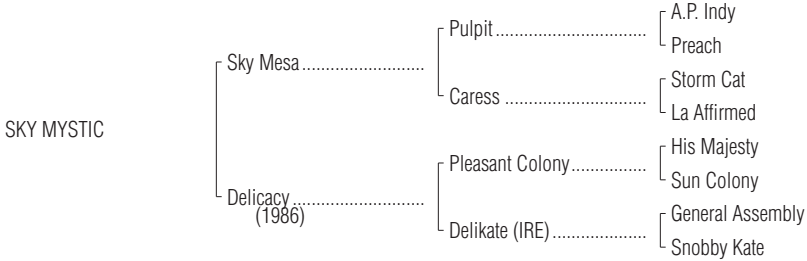 A.P. Indy
Pulpit
Preach
Sky Mesa
Storm Cat
Caress
La Affirmed
SKY MYSTIC
His Majesty
Pleasant Colony
Sun Colony
Delicacy
(1986)
General Assembly
Delikate (IRE)
Snobby Kate